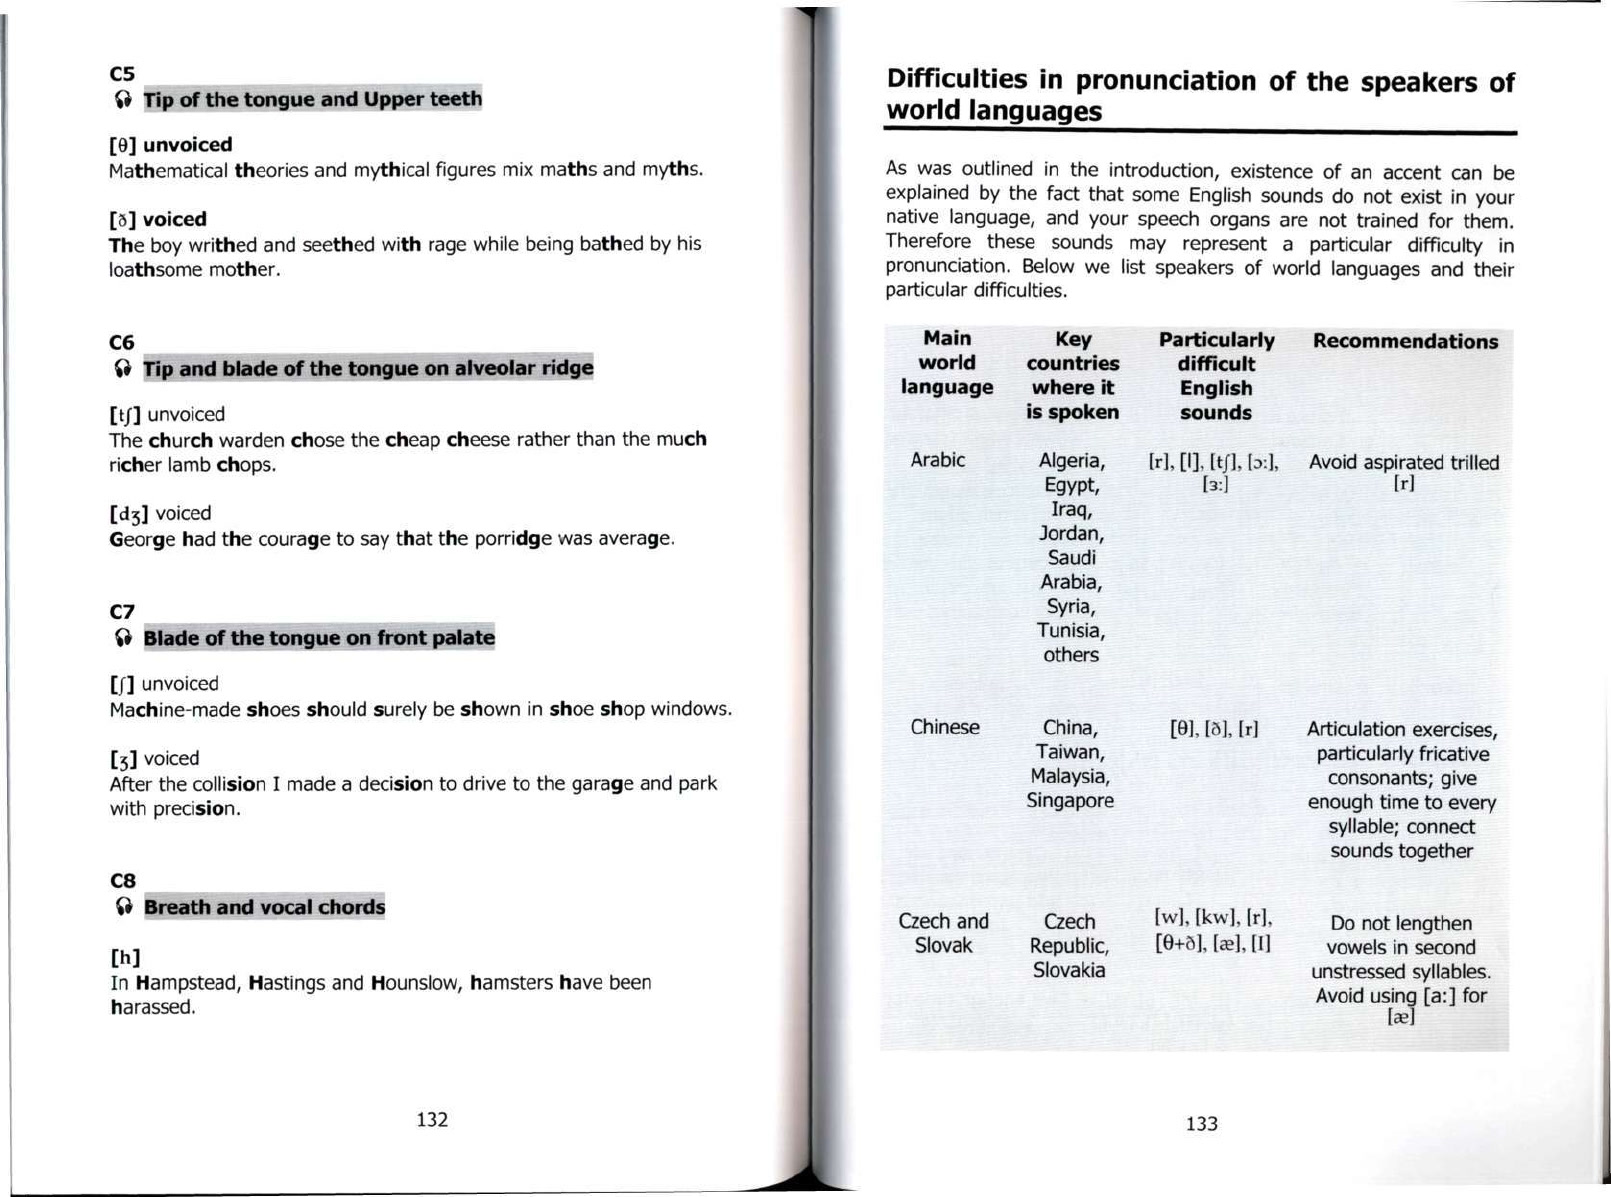 C5
Tip of the tongue and Upper teeth
[θ] unvoiced
Mathematical theories and mythical figures mix maths and myths.
[ð] voiced
The boy writhed and seethed with rage while being bathed by his
loathsome mother.
C6
Tip and blade of the tongue on alveolar ridge
[tʃ] unvoiced
The church warden chose the cheap cheese rather than the much
richer lamb chops.
[dʒ] voiced
George had the courage to say that the porridge was average.
C7
Blade of the tongue on front palate
[ʃ] unvoiced
Machine-made shoes should surely be shown in shoe shop windows.
[ʒ] voiced
After the collision I made a decision to drive to the garage and park
with precision.
C8
Breath and vocal chords
[h]
In Hampstead, Hastings and Hounslow, hamsters have been
harassed.
132
Difficulties in pronunciation of the speakers of
world languages
As was outlined in the introduction, existence of an accent can be
explained by the fact that some English sounds do not exist in your
native language, and your speech organs are not trained for them.
Therefore these sounds may represent a particular difficulty in
pronunciation. Below we list speakers of world languages and their
particular difficulties.
Main world language
Key countries where it is spoken
Particularly difficult English sounds
Recommendations
Arabic
Algeria,
Egypt,
Iraq,
Jordan,
Saudi
Arabia,
Syria,
Tunisia,
others
[r], [l], [tʃ], [ɔ:],
[ɜ:]
Avoid aspirated trilled
[r]
Chinese
China,
Taiwan,
Malaysia,
Singapore
[θ], [ð], [r]
Articulation exercises,
particularly fricative
consonants; give
enough time to every
syllable; connect
sounds together
Czech and
Slovak
Czech
Republic,
Slovakia
[w], [kw], [r],
[θ+ð], [æ], [I]
Do not lengthen
vowels in second
unstressed syllables.
Avoid using [a:] for
[æ]
133